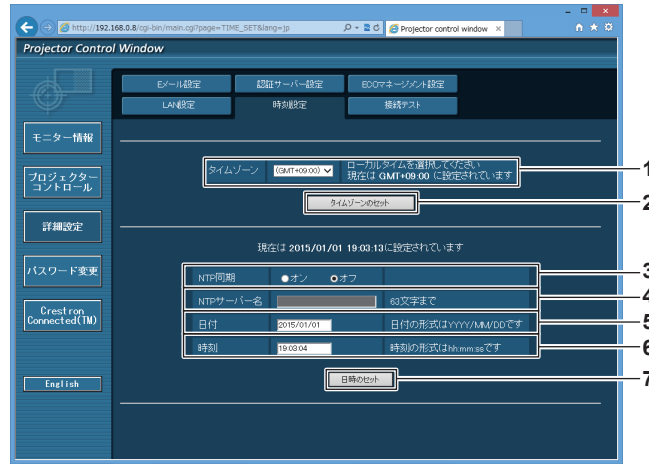 http://192.168.0.8/cgi-bin/main.cgi?page=TIME_SET&lang=jp
Projector control window
Projector Control Window
Eメール設定 認証サーバー設定 ECOマネージメント設定
LAN設定 時刻設定 接続テスト
モニター情報
プロジェクター
コントロール
詳細設定
パスワード変更
Crestron
Connected(TM)
English
タイムゾーン (GMT+09:00) ローカルタイムを選択してください
現在は GMT+09:00 に設定されています
1
タイムゾーンのセット
2
現在は 2015/01/01 19:03:13に設定されています
NTP同期 オン オフ
3
NTPサーバー名 63文字まで
4
日付 2015/01/01 日付の形式はYYYY/MM/DDです
5
時刻 19:03:04 時刻の形式はhh:mm:ssです
6
日時のセット
7